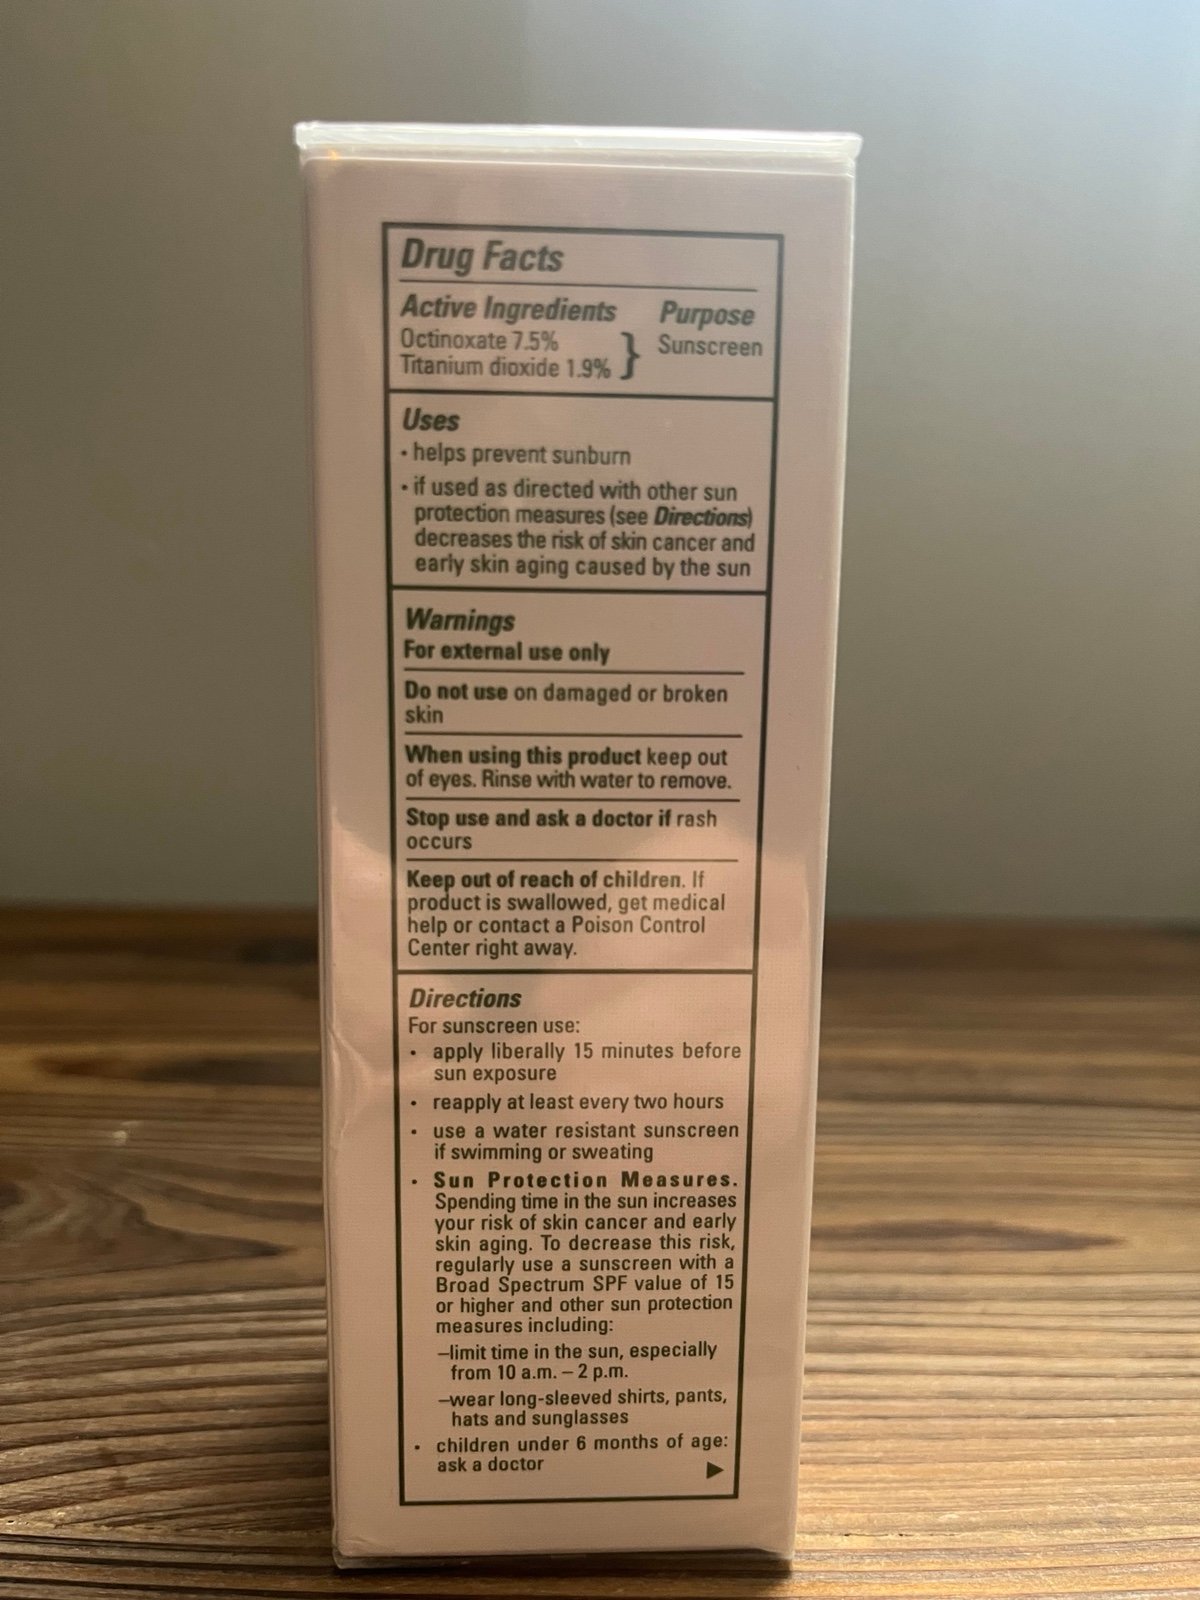 Drug Facts
Active Ingredients Purpose
Octinoxate 7.5% } Sunscreen
Titanium dioxide 1.9%
Uses
• helps prevent sunburn
• if used as directed with other sun
protection measures (see Directions)
decreases the risk of skin cancer and
early skin aging caused by the sun
Warnings
For external use only
Do not use on damaged or broken
skin
When using this product keep out
of eyes. Rinse with water to remove.
Stop use and ask a doctor if rash
occurs
Keep out of reach of children. If
product is swallowed, get medical
help or contact a Poison Control
Center right away.
Directions
For sunscreen use:
• apply liberally 15 minutes before
sun exposure
• reapply at least every two hours
• use a water resistant sunscreen
if swimming or sweating
• Sun Protection Measures.
Spending time in the sun increases
your risk of skin cancer and early
skin aging. To decrease this risk,
regularly use a sunscreen with a
Broad Spectrum SPF value of 15
or higher and other sun protection
measures including:
–limit time in the sun, especially
from 10 a.m. – 2 p.m.
–wear long-sleeved shirts, pants,
hats and sunglasses
• children under 6 months of age:
ask a doctor